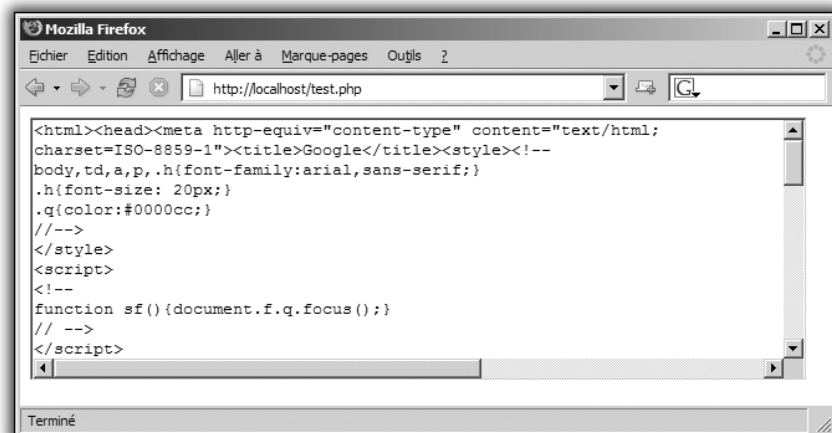 Mozilla Firefox
Fichier Edition Affichage Aller à Marque-pages Outils ?
http://localhost/test.php G
<html><head><meta http-equiv="content-type" content="text/html;
charset=ISO-8859-1"><title>Google</title><style><!--
body,td,a,p,.h{font-family:arial,sans-serif;}
.h{font-size: 20px;}
.q{color:#0000cc;}
//-->
</style>
<script>
<!--
function sf(){document.f.q.focus();}
// -->
</script>
Terminé